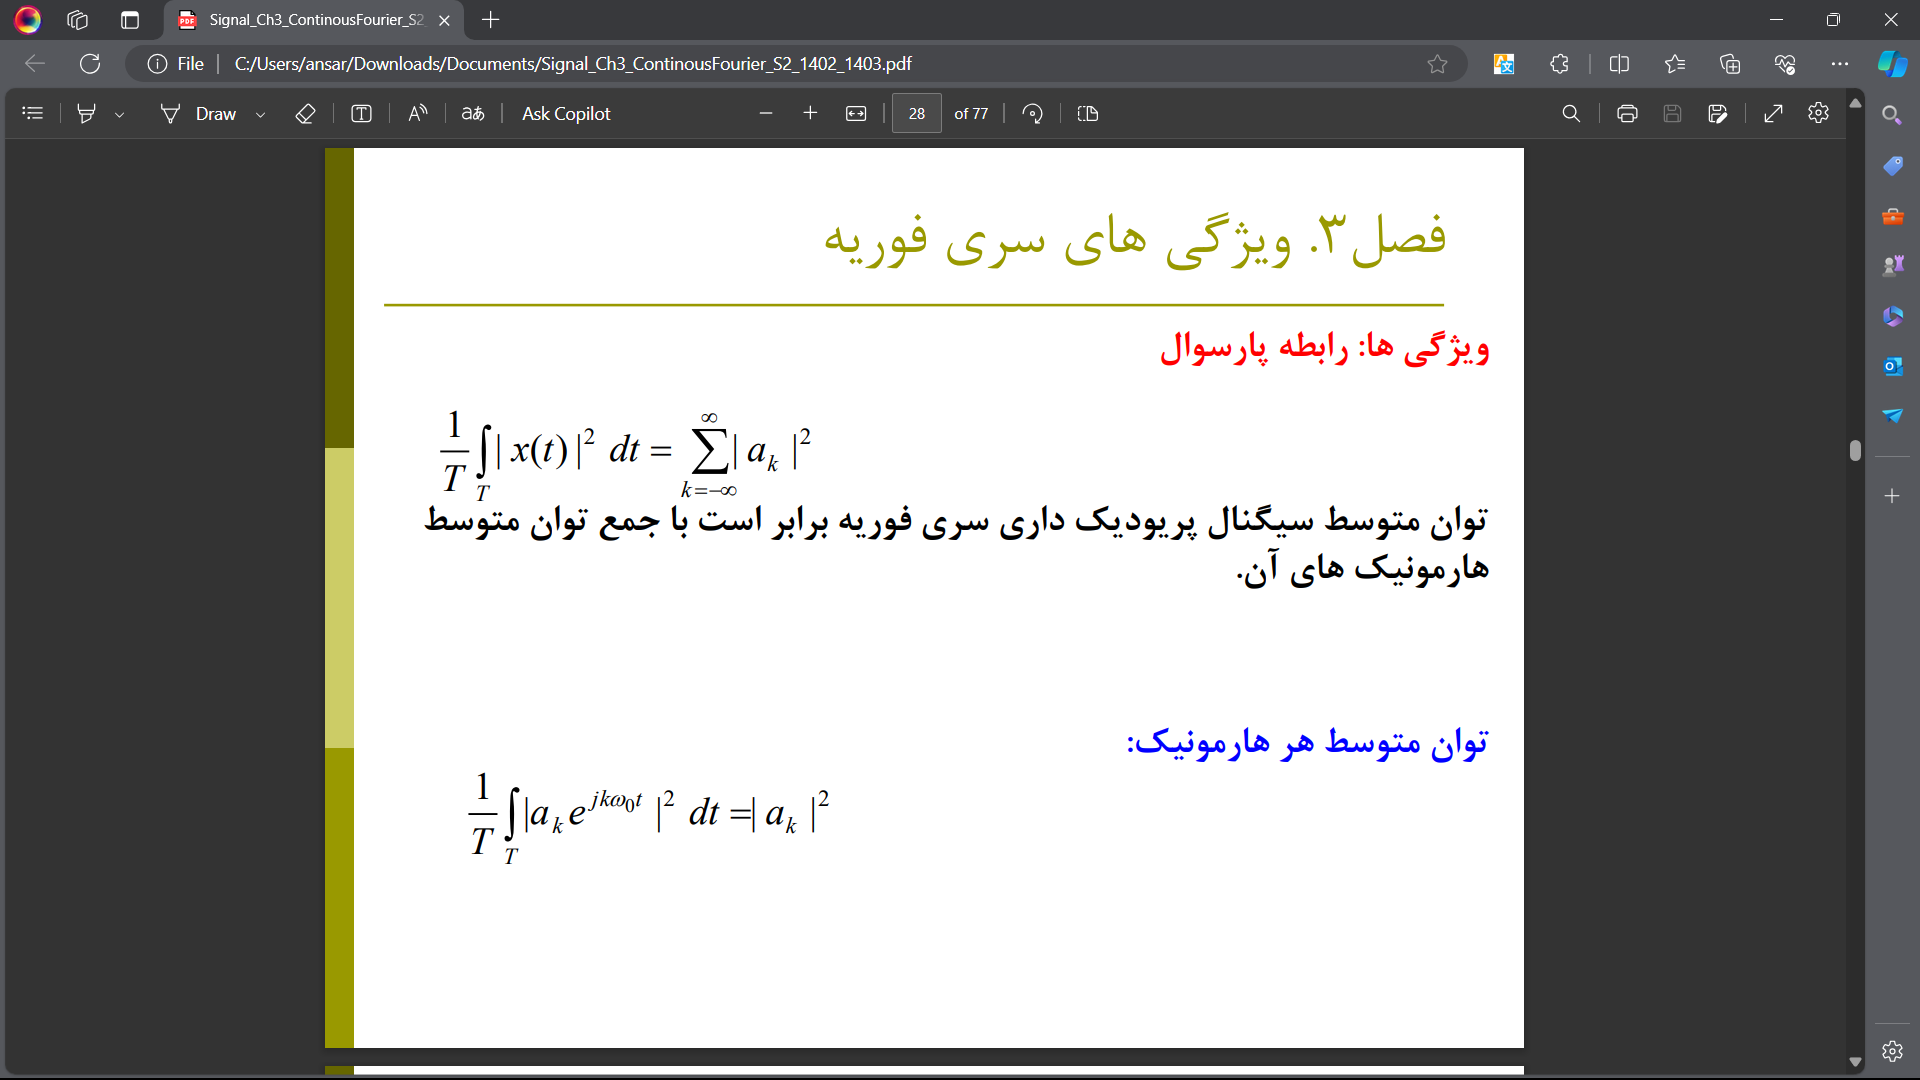 Signal_Ch3_ContinousFourier_S2
File
C:/Users/ansar/Downloads/Documents/Signal_Ch3_ContinousFourier_S2_1402_1403.pdf
Draw
aあ
Ask Copilot
28 of 77
فصل۳. ویژگی های سری فوریه
ویژگی ها: رابطه پارسوال
\frac{1}{T} \int_T | x(t) |^2 dt = \sum_{k=-\infty}^{\infty} | a_k |^2
توان متوسط سیگنال پریودیک داری سری فوریه برابر است با جمع توان متوسط
هارمونیک های آن.
توان متوسط هر هارمونیک:
\frac{1}{T} \int_T | a_k e^{jk\omega_0 t} |^2 dt = | a_k |^2